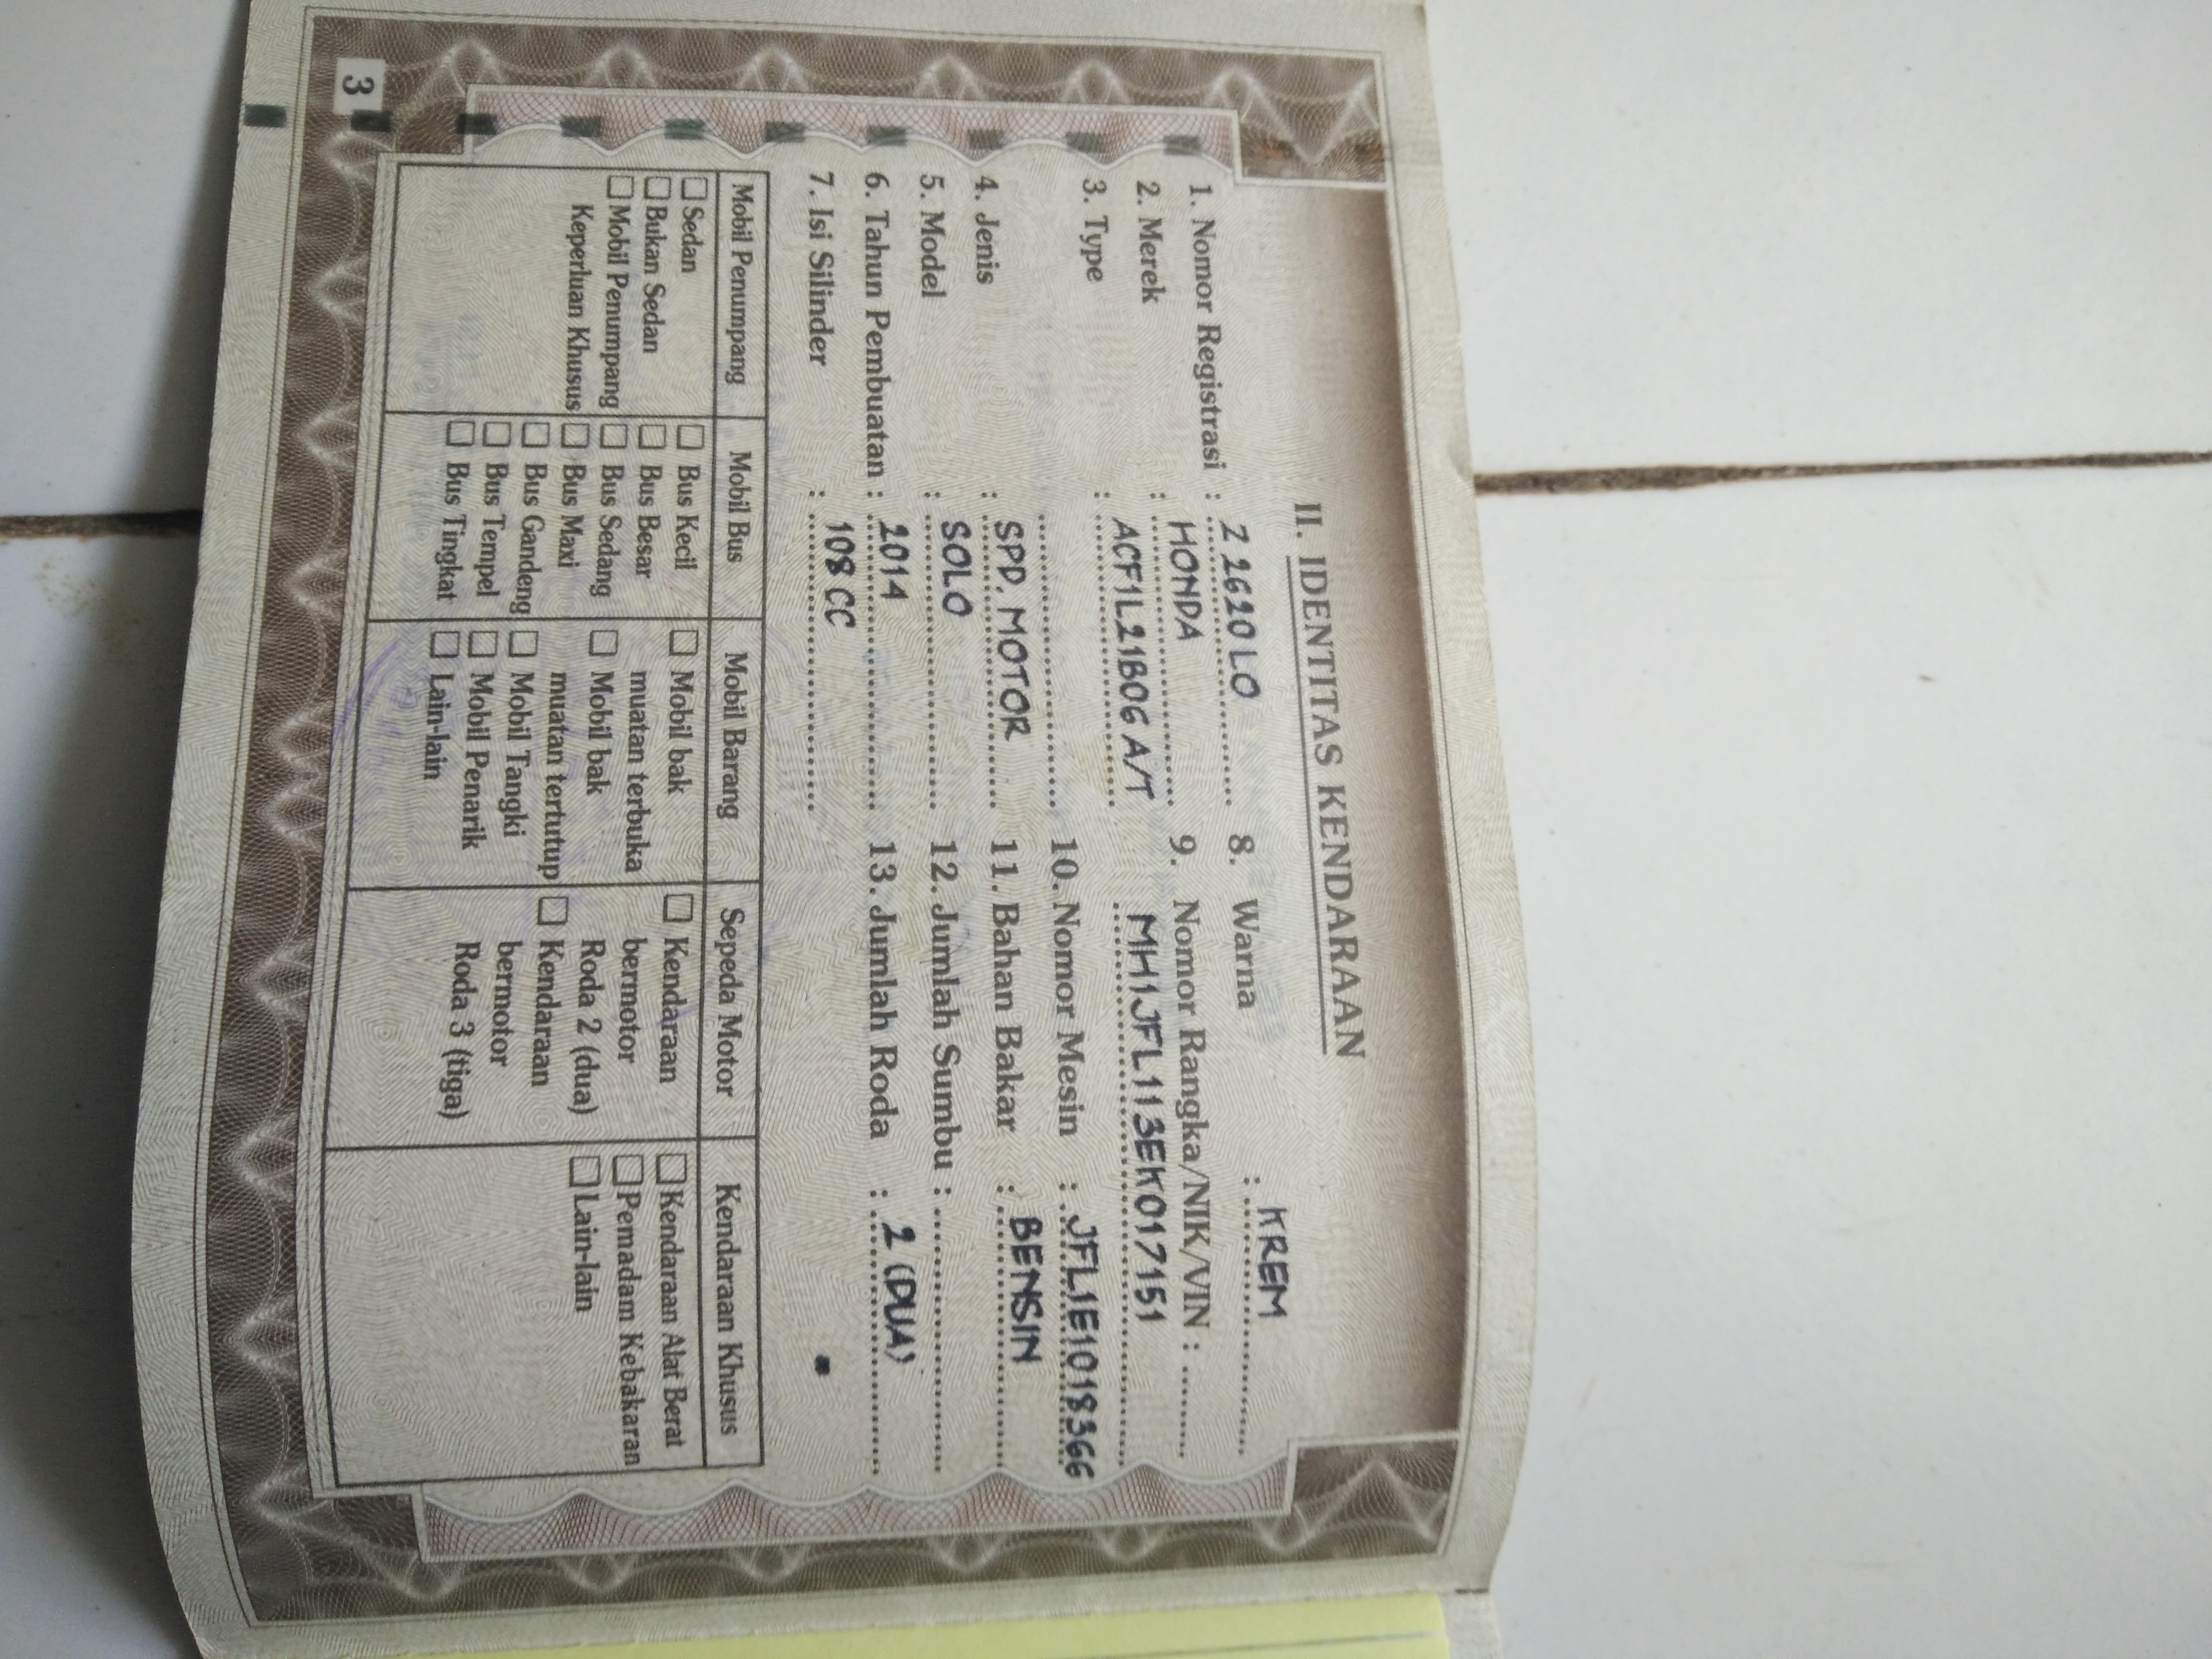 II. IDENTITAS KENDARAAN
1. Nomor Registrasi : Z 2620 LO
2. Merek : HONDA
3. Type : ACF1L21B06 A/T
4. Jenis : SPD. MOTOR
5. Model : SOLO
6. Tahun Pembuatan : 2014
7. Isi Silinder : 108 CC
8. Warna : KREM
9. Nomor Rangka/NIK/VIN :
MH1JFL113EK017151
10. Nomor Mesin : JFL1E1018366
11. Bahan Bakar : BENSIN
12. Jumlah Sumbu :
13. Jumlah Roda : 2 (DUA)
Mobil Penumpang
Sedan
Bukan Sedan
Mobil Penumpang
Keperluan Khusus
Mobil Bus
Bus Kecil
Bus Besar
Bus Sedang
Bus Maxi
Bus Gandeng
Bus Tempel
Bus Tingkat
Mobil Barang
Mobil bak
muatan terbuka
Mobil bak
muatan tertutup
Mobil Tangki
Mobil Penarik
Lain-lain
Sepeda Motor
Kendaraan
bermotor
Roda 2 (dua)
Kendaraan
bermotor
Roda 3 (tiga)
Kendaraan Khusus
Kendaraan Alat Berat
Pemadam Kebakaran
Lain-lain
3